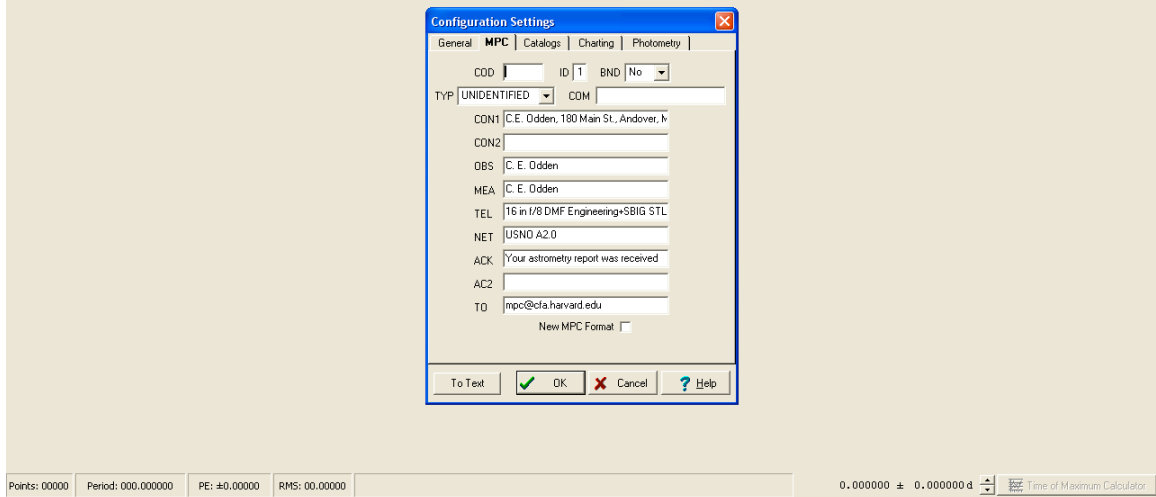 Configuration Settings
General MPC Catalogs Charting Photometry
COD ID 1 BND No
TYP UNIDENTIFIED COM
CON1 C.E. Odden, 180 Main St., Andover, M
CON2
OBS C. E. Odden
MEA C. E. Odden
TEL 16 in f/8 DMF Engineering+SBIG STL
NET USNO A2.0
ACK Your astrometry report was received
AC2
TO mpc@cfa.harvard.edu
New MPC Format
To Text OK Cancel ? Help
Points: 00000 Period: 000.000000 PE: ±0.00000 RMS: 00.00000 0.000000 ± 0.000000 d Time of Maximum Calculator